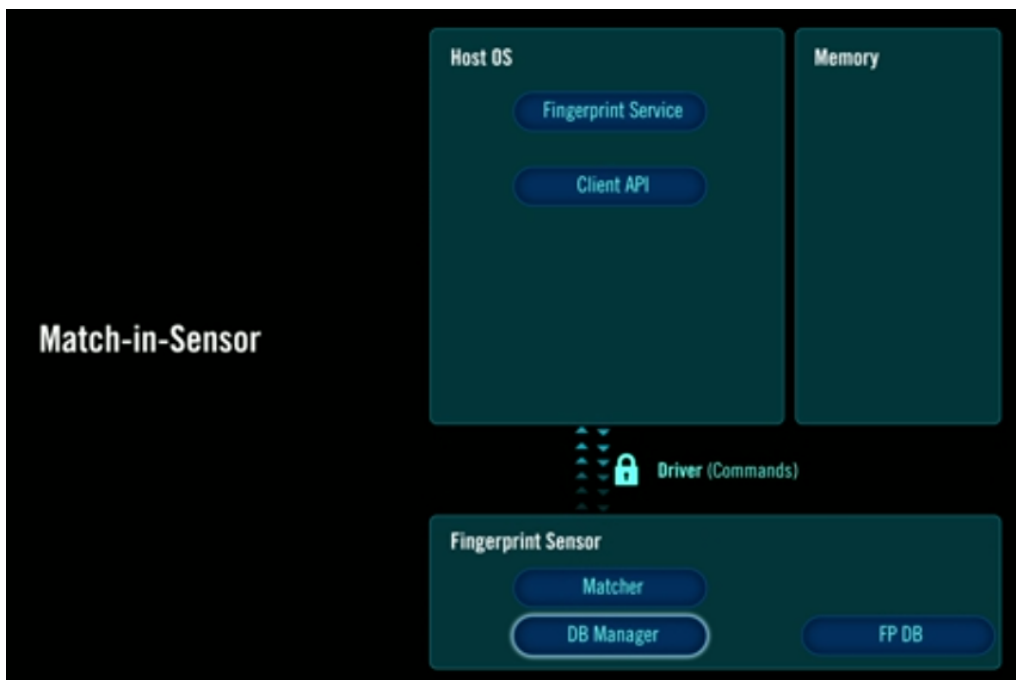 Host OS
Memory
Fingerprint Service
Client API
Match-in-Sensor
Driver (Commands)
Fingerprint Sensor
Matcher
DB Manager
FP DB